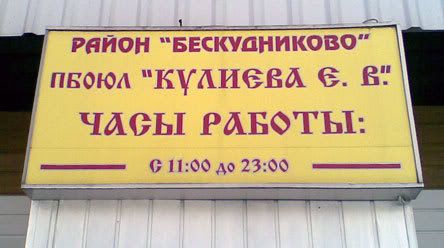 РАЙОН "БЕСКУДНИКОВО"
ПБОЮЛ "КУЛИЕВА Е. В."
ЧАСЫ РАБОТЫ:
С 11:00 до 23:00